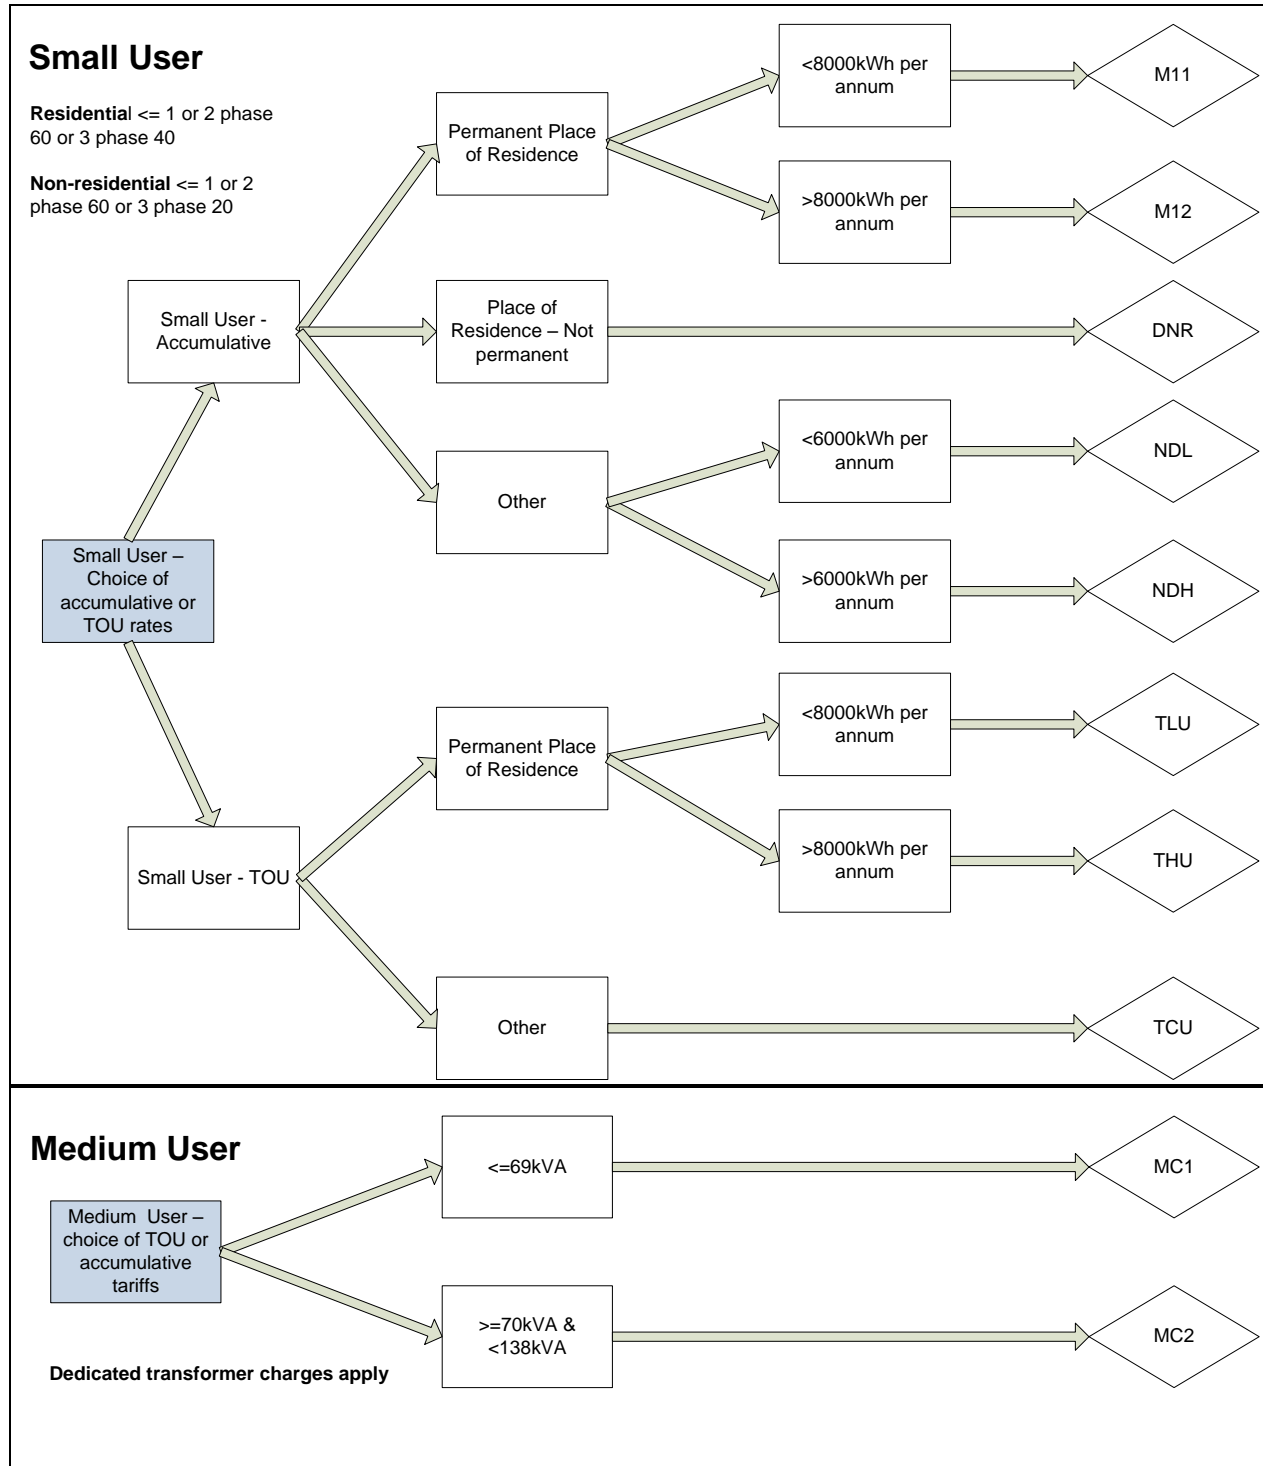 Small User
Residential <= 1 or 2 phase
60 or 3 phase 40
Non-residential <= 1 or 2
phase 60 or 3 phase 20
Small User –
Choice of
accumulative or
TOU rates
Small User -
Accumulative
Permanent Place
of Residence
<8000kWh per
annum
M11
>8000kWh per
annum
M12
Place of
Residence – Not
permanent
DNR
Other
<6000kWh per
annum
NDL
>6000kWh per
annum
NDH
Small User - TOU
Permanent Place
of Residence
<8000kWh per
annum
TLU
>8000kWh per
annum
THU
Other
TCU
Medium User
Medium  User –
choice of TOU or
accumulative
tariffs
<=69kVA
MC1
>=70kVA &
<138kVA
MC2
Dedicated transformer charges apply